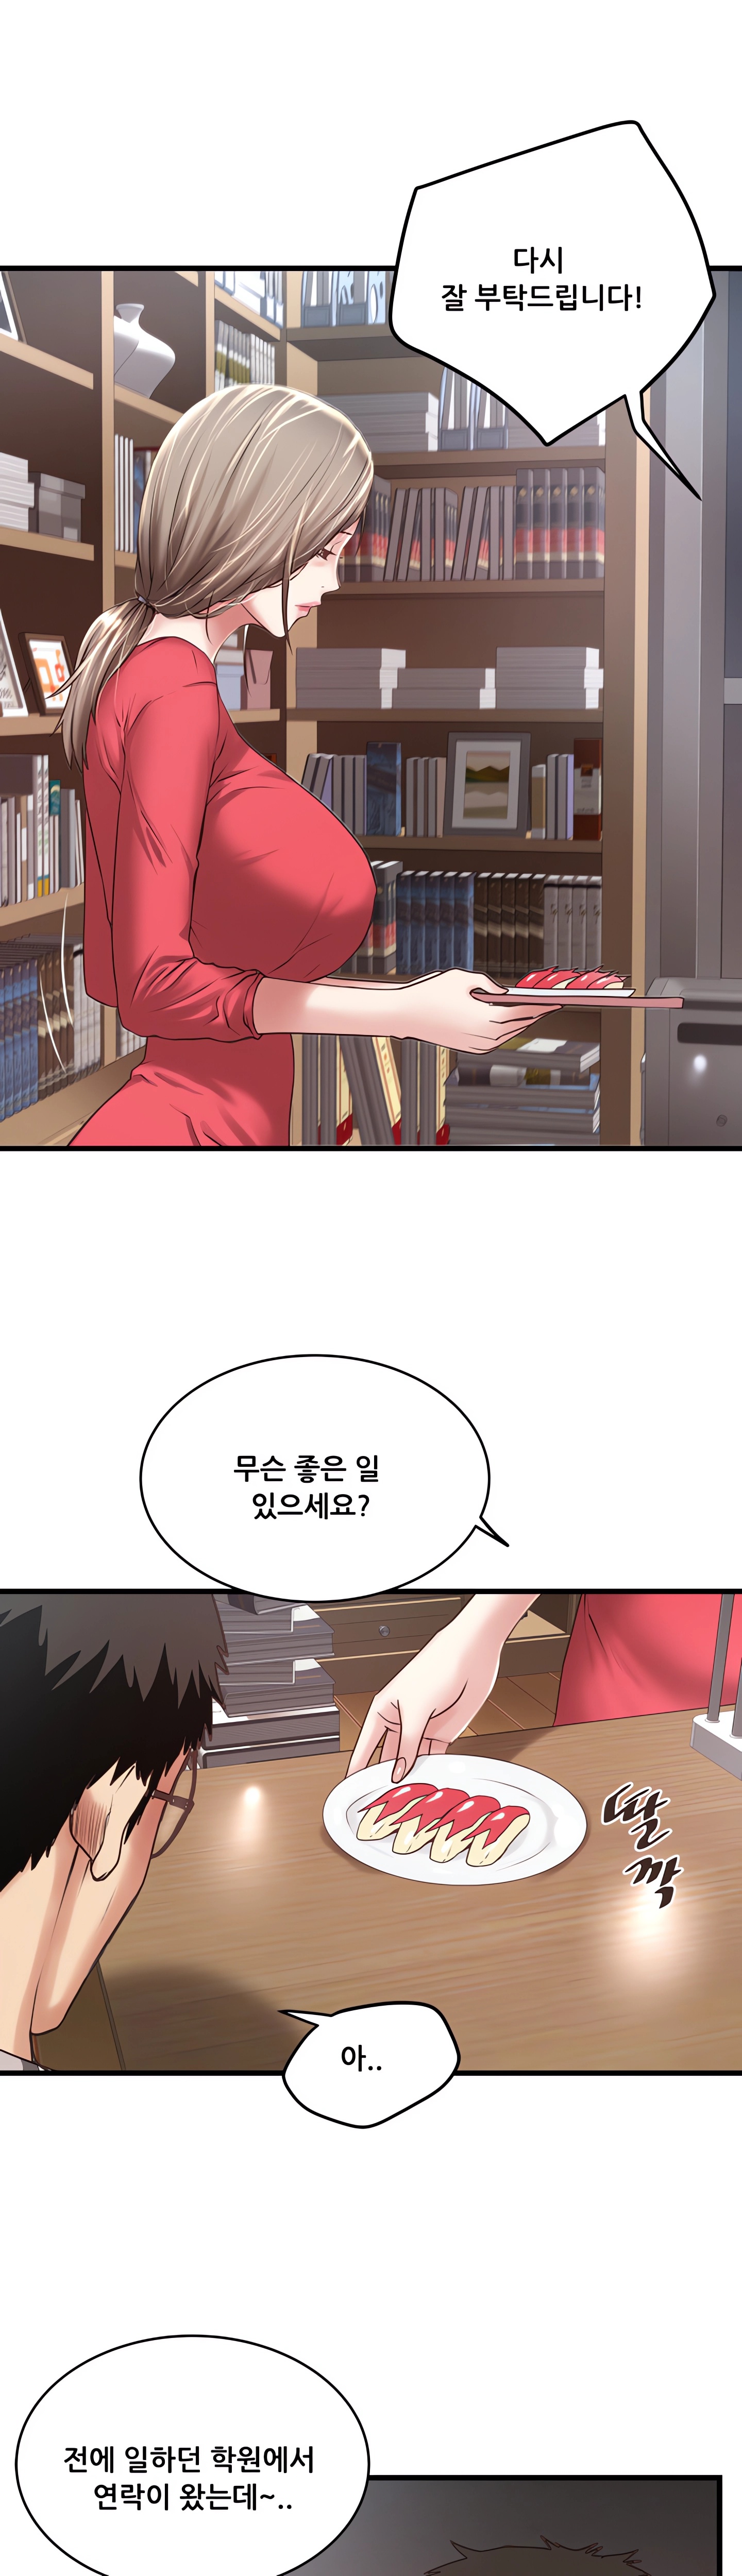 다시
잘 부탁드립니다!
무슨 좋은 일
있으세요?
딸
깍
아..
전에 일하던 학원에서
연락이 왔는데~..